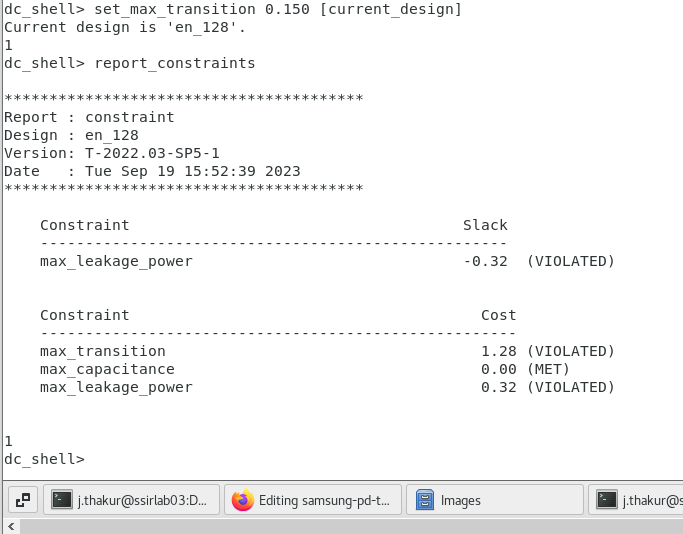 dc_shell> set_max_transition 0.150 [current_design]
Current design is 'en_128'.
1
dc_shell> report_constraints
****************************************
Report : constraint
Design : en_128
Version: T-2022.03-SP5-1
Date   : Tue Sep 19 15:52:39 2023
****************************************
Constraint                                     Slack
----------------------------------------------------
max_leakage_power                              -0.32  (VIOLATED)
Constraint                                       Cost
-----------------------------------------------------
max_transition                                   1.28 (VIOLATED)
max_capacitance                                  0.00 (MET)
max_leakage_power                                0.32 (VIOLATED)
1
dc_shell>
j.thakur@ssirlab03:D... Editing samsung-pd-t... Images j.thakur@s